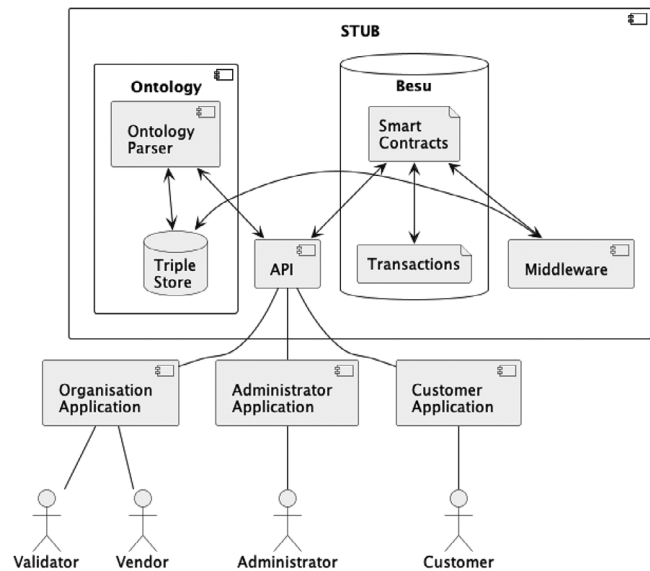 STUB
Ontology
Besu
Ontology
Parser
Smart
Contracts
Triple
Store
API
Transactions
Middleware
Organisation
Application
Administrator
Application
Customer
Application
Validator
Vendor
Administrator
Customer